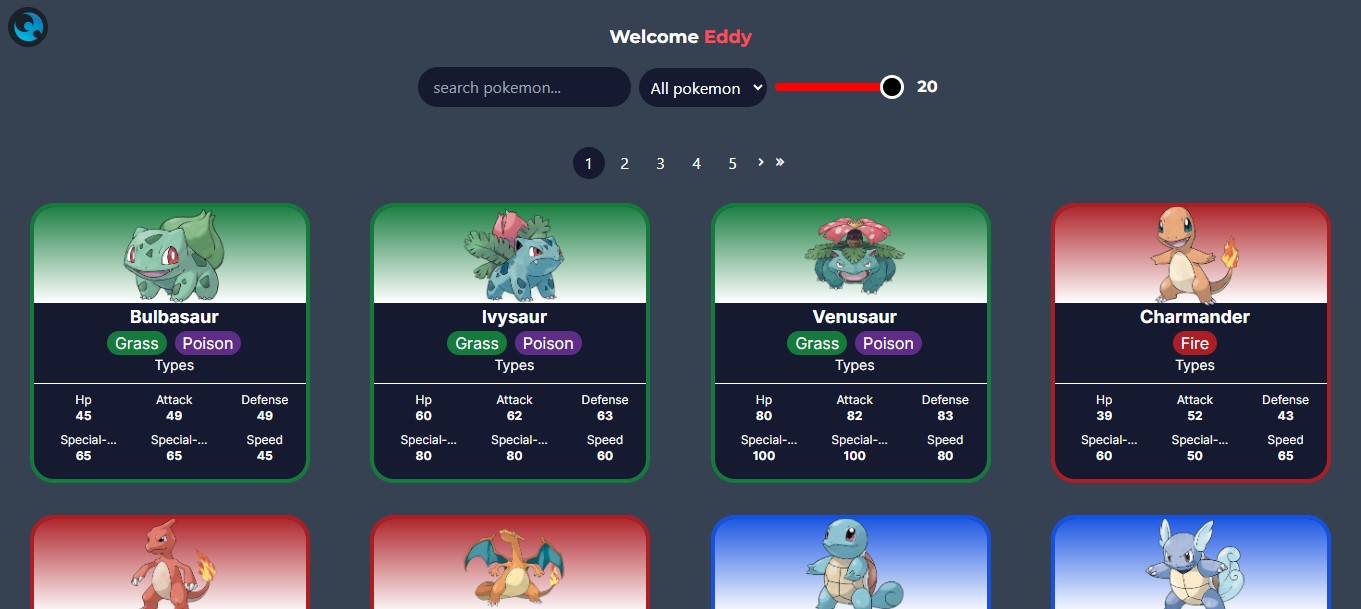 Welcome Eddy
search pokemon... All pokemon 20
1 2 3 4 5 › »
Bulbasaur Ivysaur Venusaur Charmander
Grass Poison Grass Poison Grass Poison Fire
Types Types Types Types
Hp Attack Defense Hp Attack Defense Hp Attack Defense Hp Attack Defense
45 49 49 60 62 63 80 82 83 39 52 43
Special-... Special-... Speed Special-... Special-... Speed Special-... Special-... Speed Special-... Special-... Speed
65 65 45 80 80 60 100 100 80 60 50 65